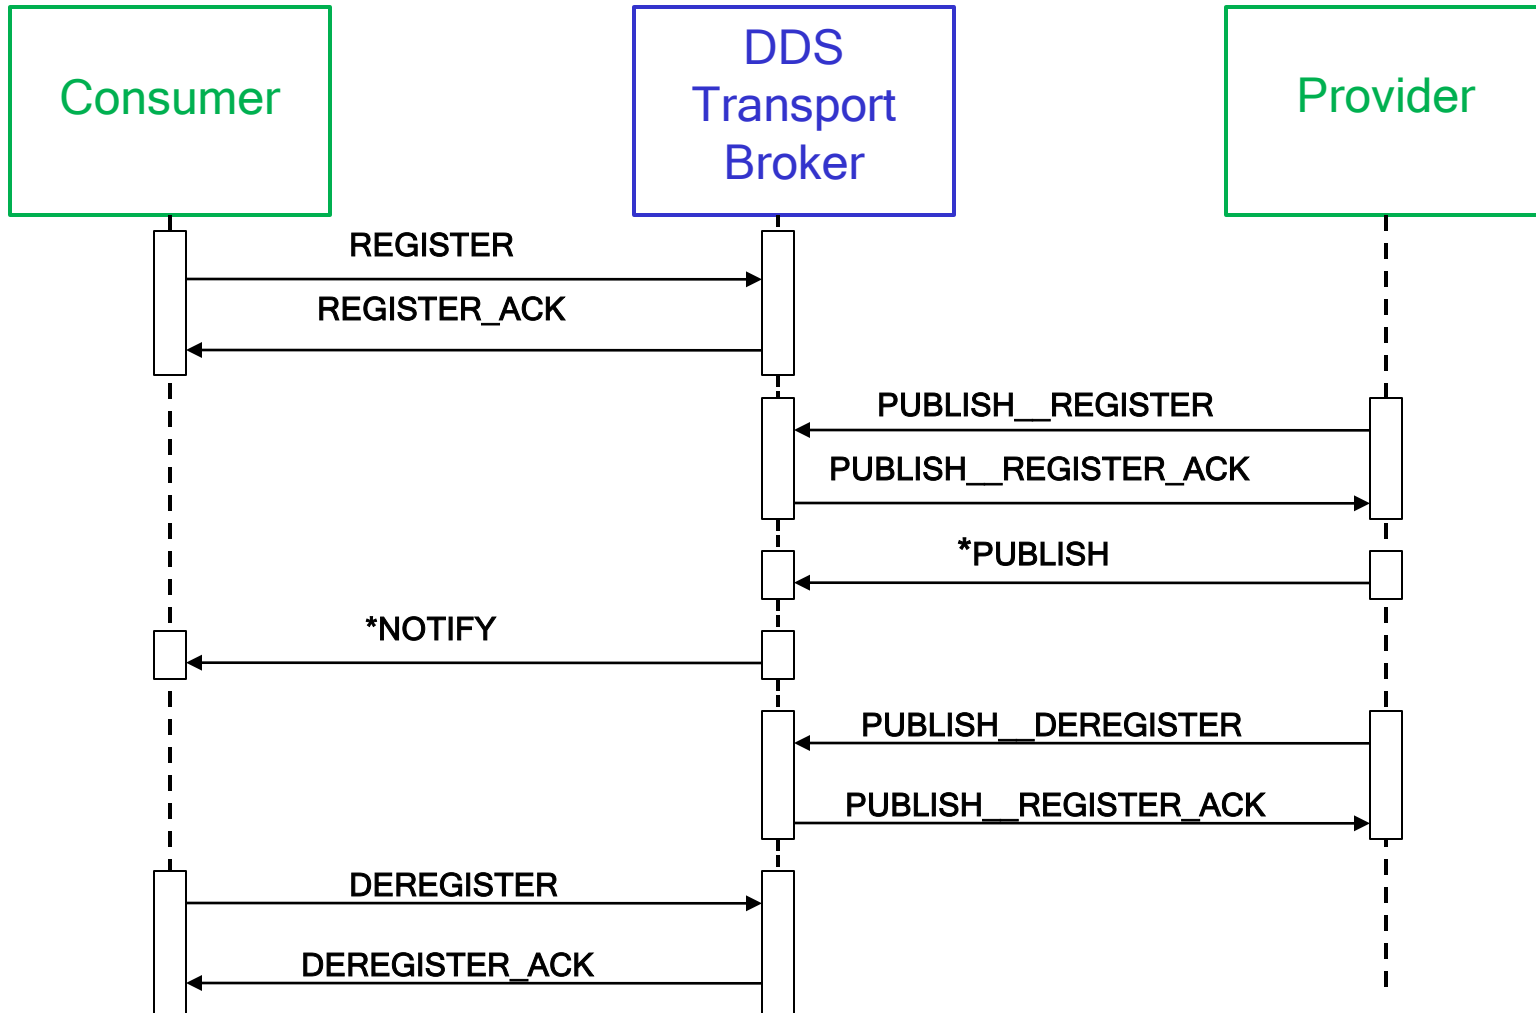 Consumer
DDS
Transport
Broker
Provider
REGISTER
REGISTER_ACK
PUBLISH__REGISTER
PUBLISH__REGISTER_ACK
*PUBLISH
*NOTIFY
PUBLISH__DEREGISTER
PUBLISH__REGISTER_ACK
DEREGISTER
DEREGISTER_ACK